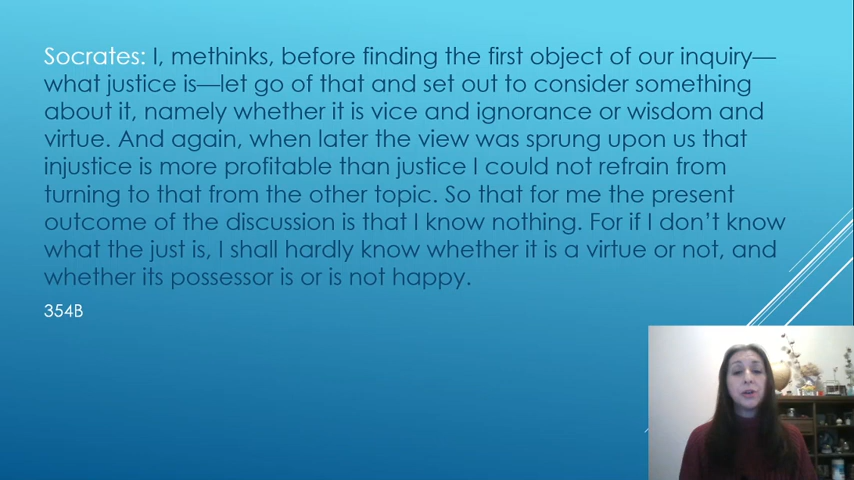 Socrates: I, methinks, before finding the first object of our inquiry—
what justice is—let go of that and set out to consider something
about it, namely whether it is vice and ignorance or wisdom and
virtue. And again, when later the view was sprung upon us that
injustice is more profitable than justice I could not refrain from
turning to that from the other topic. So that for me the present
outcome of the discussion is that I know nothing. For if I don’t know
what the just is, I shall hardly know whether it is a virtue or not, and
whether its possessor is or is not happy.
354B